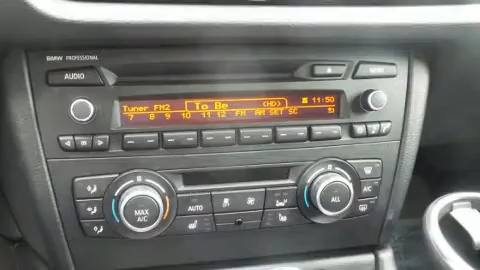 BMW PROFESSIONAL
AUDIO
MENU
Tuner FM2 To Be (HD) 11:50
7 8 9 10 11 12 FM AM SET SC
MAX A/C
AUTO
ALL
A/C